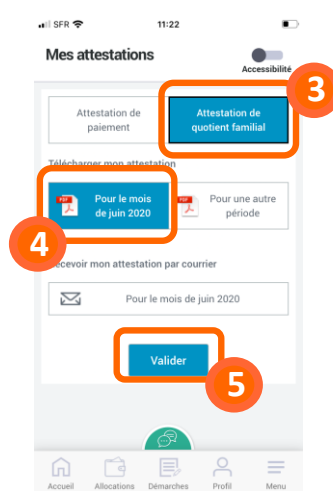 SFR 11:22
Mes attestations
Accessibilité
3
Attestation de
paiement
Attestation de
quotient familial
Télécharger mon attestation
PDF
Pour le mois
de juin 2020
PDF
Pour une autre
période
4
ecevoir mon attestation par courrier
Pour le mois de juin 2020
Valider
5
Accueil Allocations Démarches Profil Menu